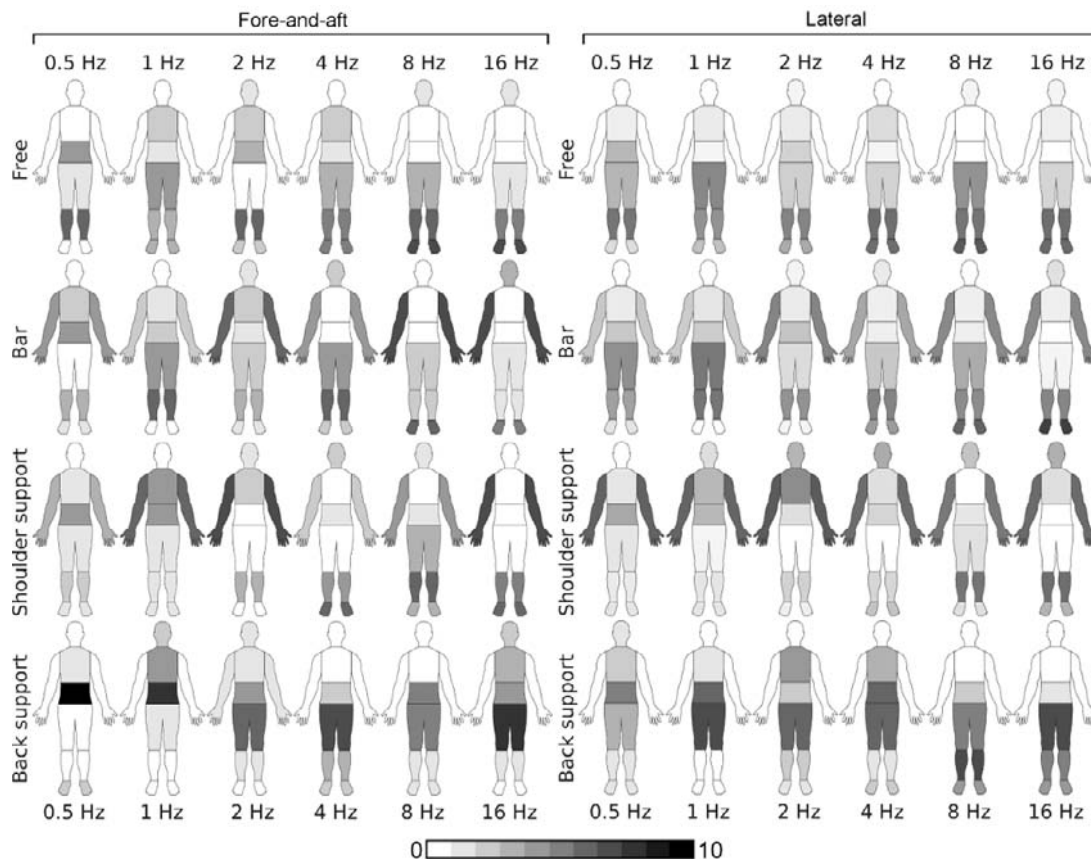 Fore-and-aft Lateral
0.5 Hz 1 Hz 2 Hz 4 Hz 8 Hz 16 Hz 0.5 Hz 1 Hz 2 Hz 4 Hz 8 Hz 16 Hz
Free Free
Bar Bar
Shoulder support Shoulder support
Back support Back support
0.5 Hz 1 Hz 2 Hz 4 Hz 8 Hz 16 Hz 0.5 Hz 1 Hz 2 Hz 4 Hz 8 Hz 16 Hz
0 10